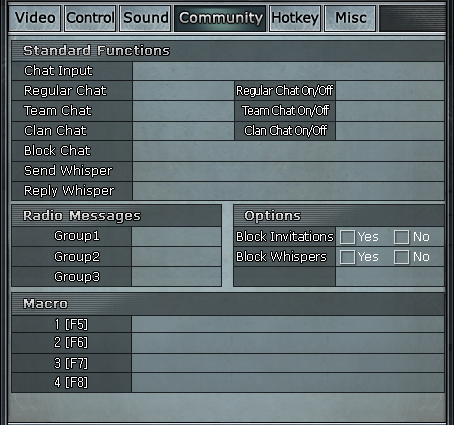 Video Control Sound Community Hotkey Misc
Standard Functions
Chat Input
Regular Chat Regular Chat On/Off
Team Chat Team Chat On/Off
Clan Chat Clan Chat On/Off
Block Chat
Send Whisper
Reply Whisper
Radio Messages Options
Group1 Block Invitations Yes No
Group2 Block Whispers Yes No
Group3
Macro
1 [F5]
2 [F6]
3 [F7]
4 [F8]